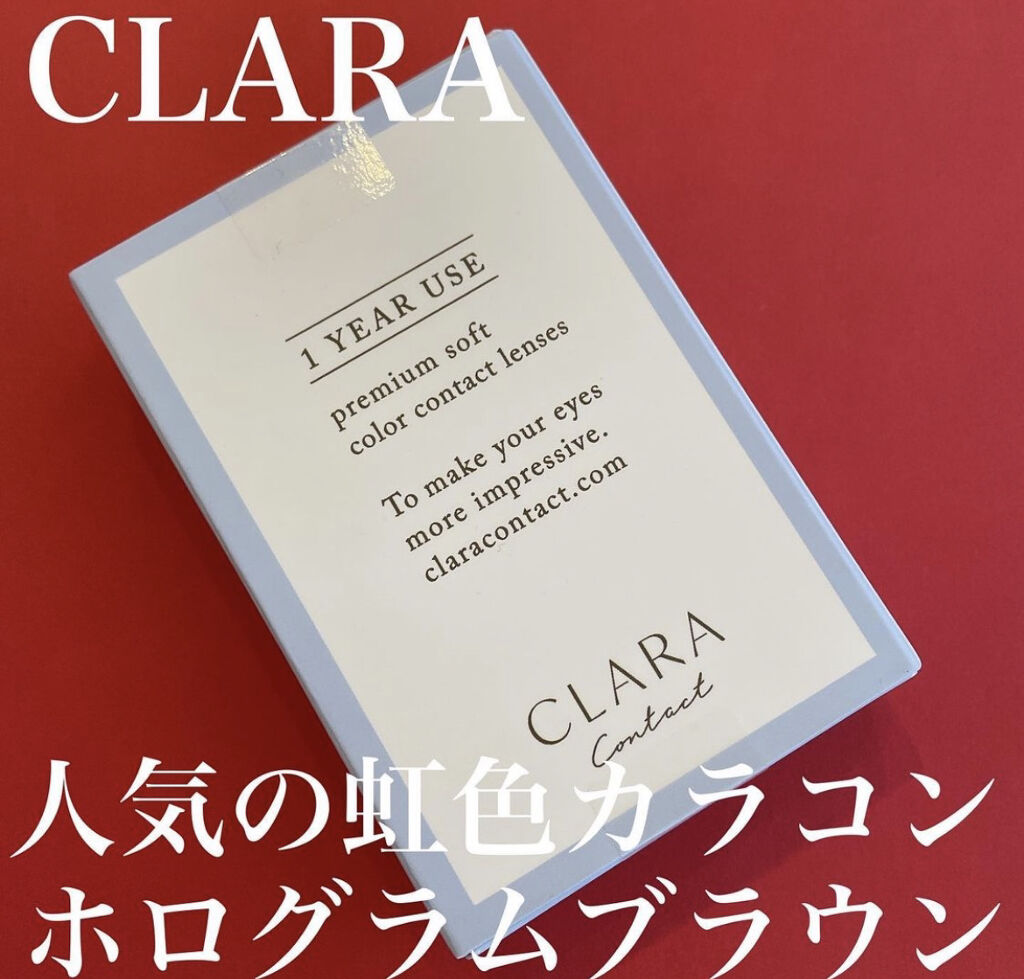 CLARA
1 YEAR USE
premium soft
color contact lenses
To make your eyes
more impressive.
claracontact.com
CLARA
Contact
人気の虹色カラコン
ホログラムブラウン